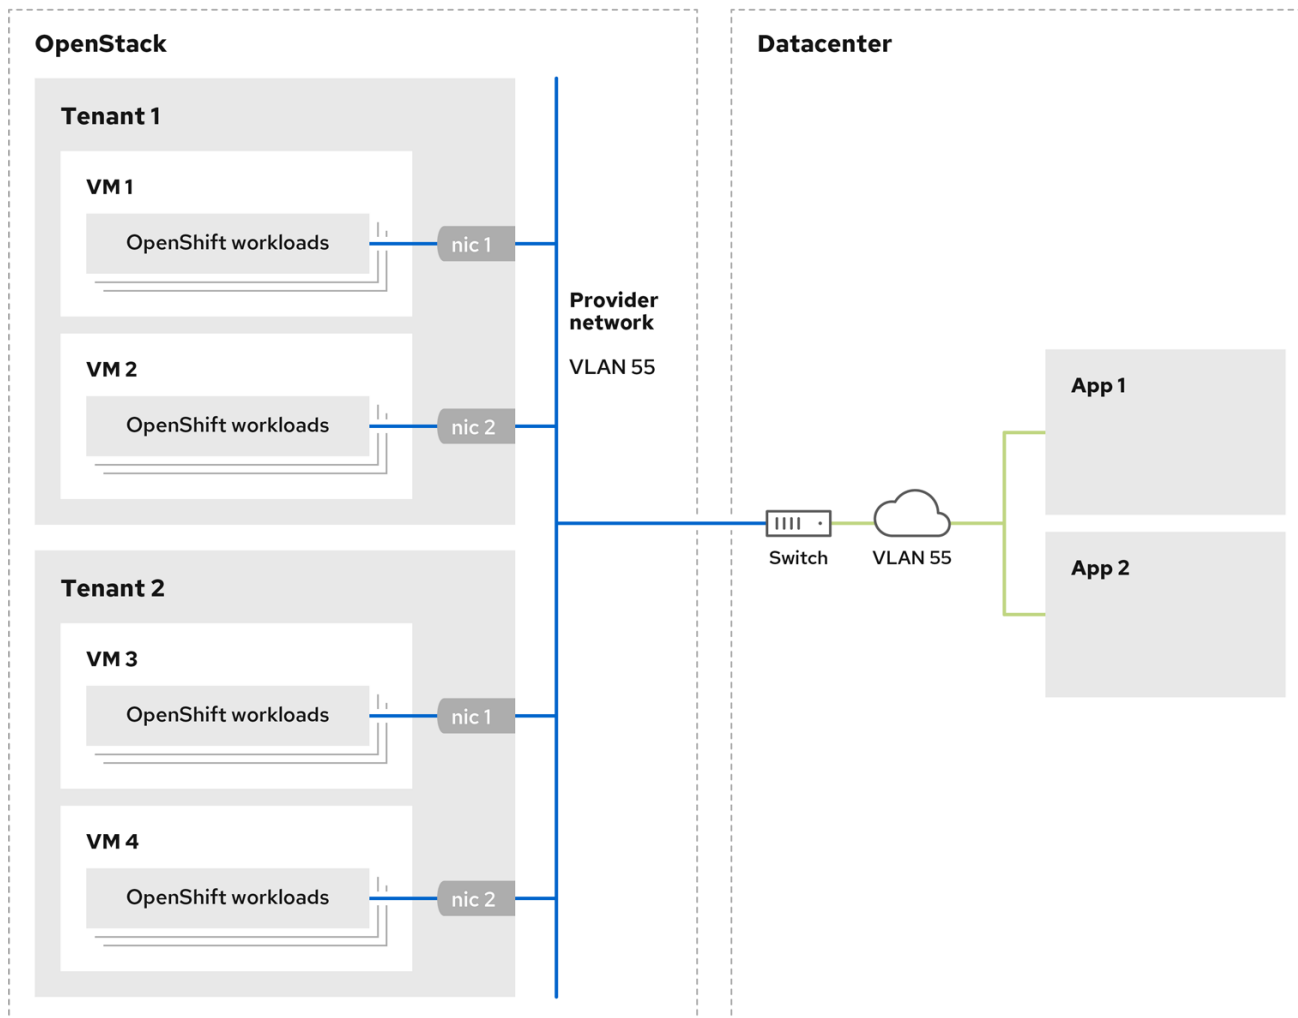 OpenStack
Tenant 1
VM 1
OpenShift workloads
nic 1
VM 2
OpenShift workloads
nic 2
Tenant 2
VM 3
OpenShift workloads
nic 1
VM 4
OpenShift workloads
nic 2
Provider
network
VLAN 55
Datacenter
Switch
VLAN 55
App 1
App 2